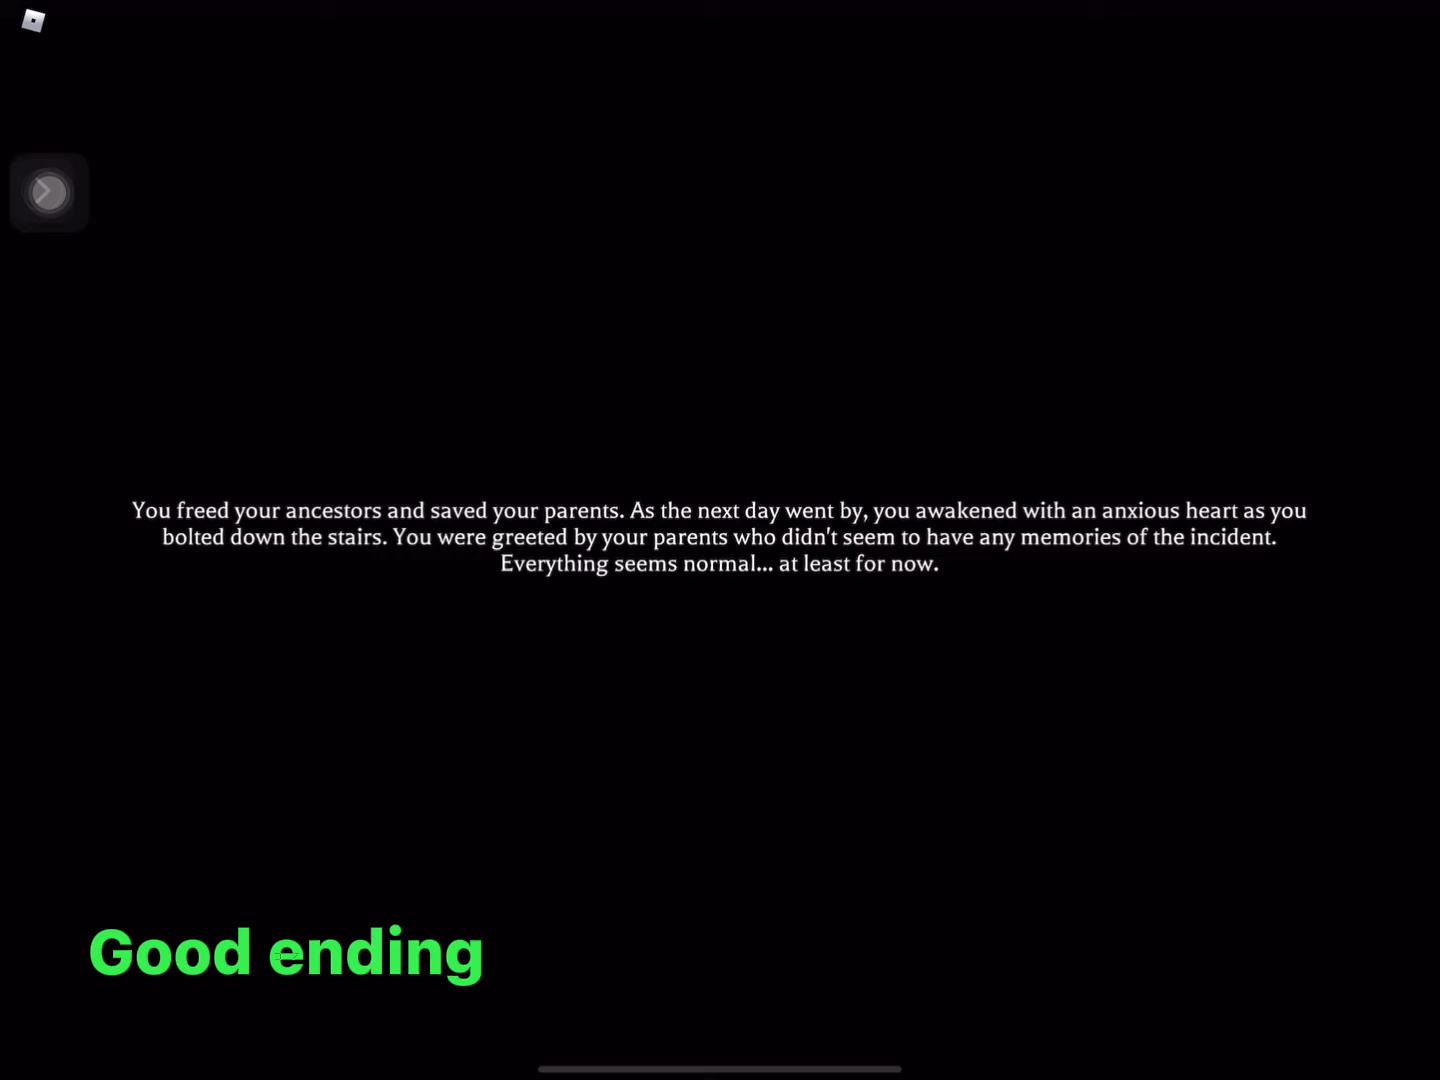 You freed your ancestors and saved your parents. As the next day went by, you awakened with an anxious heart as you
bolted down the stairs. You were greeted by your parents who didn't seem to have any memories of the incident.
Everything seems normal... at least for now.
Good ending